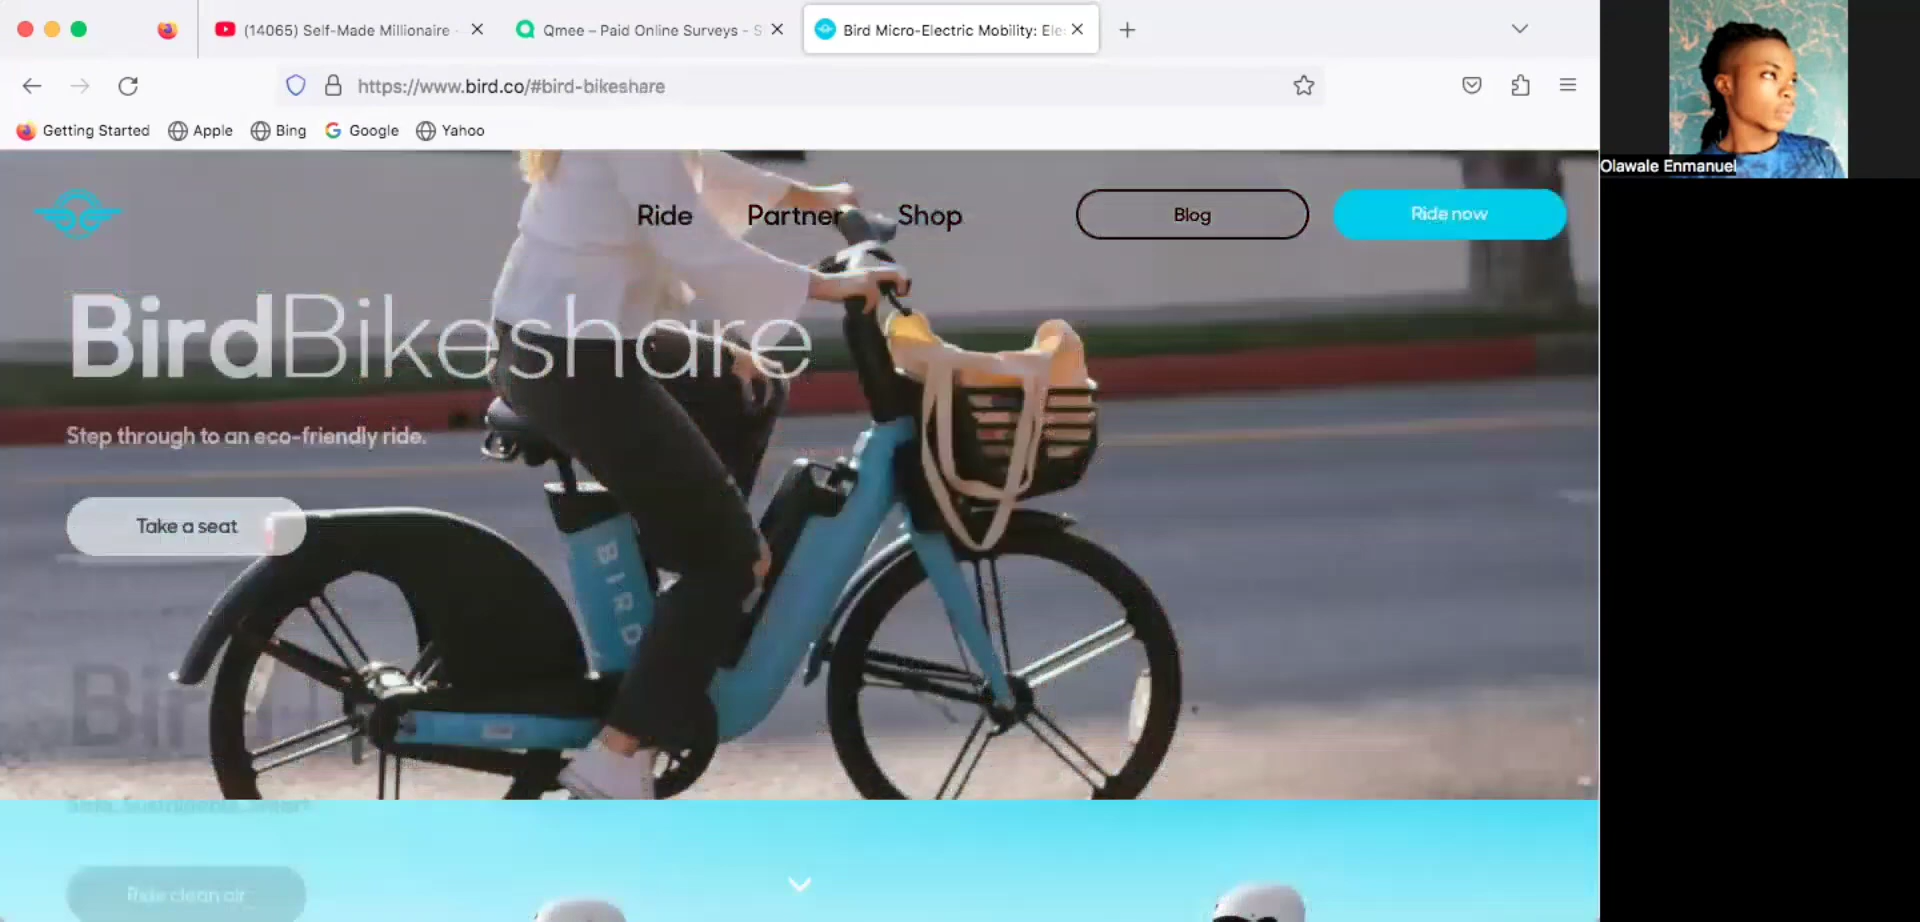 (14065) Self-Made Millionaire -
Qmee – Paid Online Surveys - S
Bird Micro-Electric Mobility: Ele
https://www.bird.co/#bird-bikeshare
Getting Started
Apple
Bing
Google
Yahoo
Olawale Enmanuel
Ride
Partner
Shop
Blog
Ride now
BirdBikeshare
Step through to an eco-friendly ride.
Take a seat
BIRD
Bird
Ride clean air